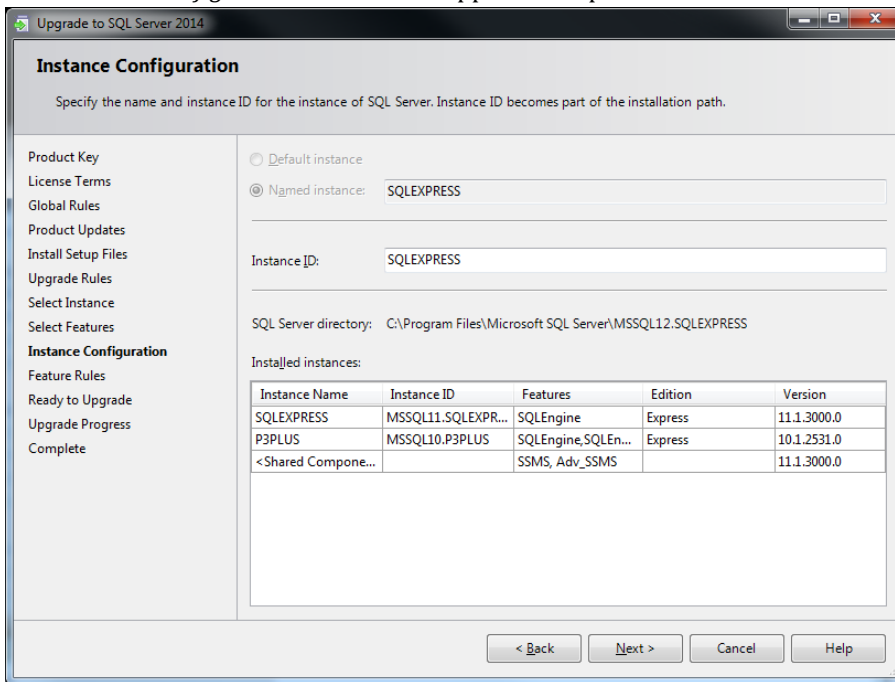 Upgrade to SQL Server 2014
Instance Configuration
Specify the name and instance ID for the instance of SQL Server. Instance ID becomes part of the installation path.
Product Key
License Terms
Global Rules
Product Updates
Install Setup Files
Upgrade Rules
Select Instance
Select Features
Instance Configuration
Feature Rules
Ready to Upgrade
Upgrade Progress
Complete
Default instance
Named instance: SQLEXPRESS
Instance ID: SQLEXPRESS
SQL Server directory: C:\Program Files\Microsoft SQL Server\MSSQL12.SQLEXPRESS
Installed instances:
Instance Name Instance ID Features Edition Version
SQLEXPRESS MSSQL11.SQLEXPR... SQLEngine Express 11.1.3000.0
P3PLUS MSSQL10.P3PLUS SQLEngine,SQLEn... Express 10.1.2531.0
<Shared Compone... SSMS, Adv_SSMS 11.1.3000.0
< Back Next > Cancel Help